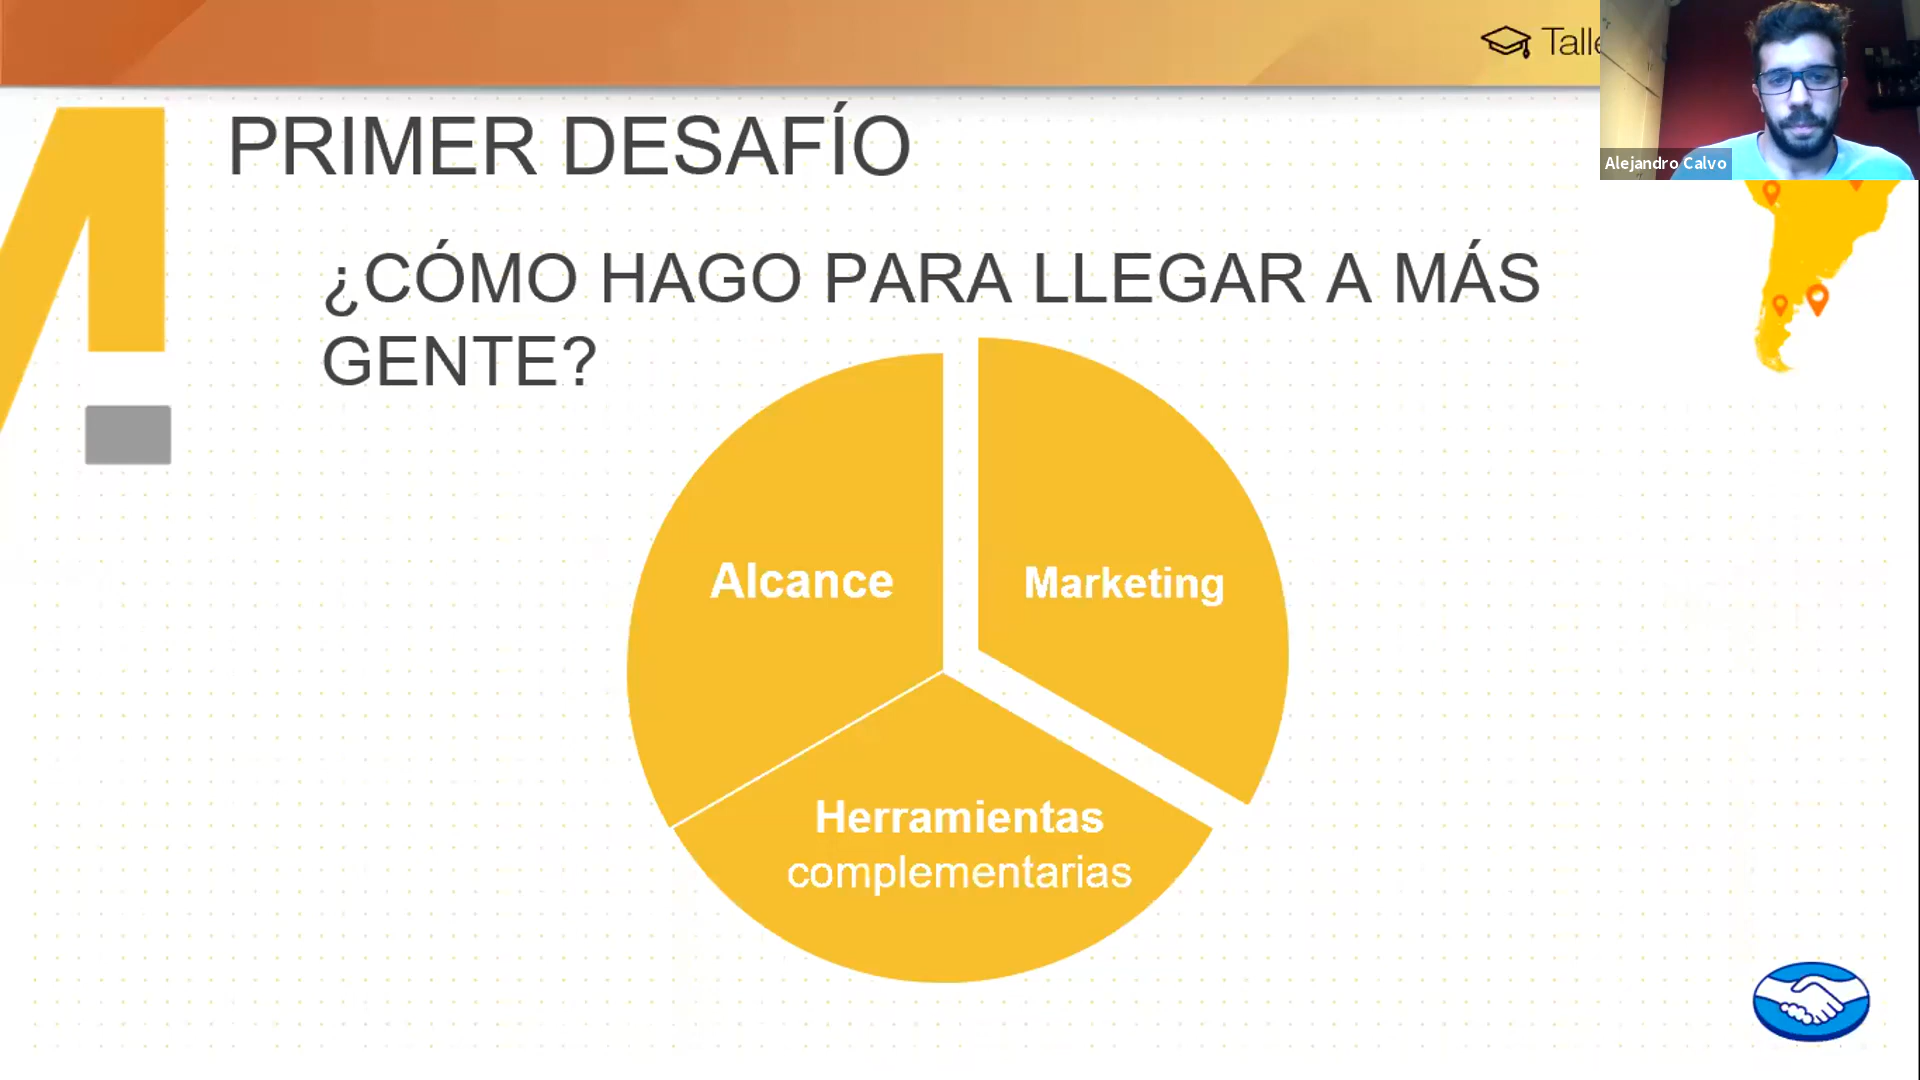 Talle
Alejandro Calvo
PRIMER DESAFÍO
¿CÓMO HAGO PARA LLEGAR A MÁS
GENTE?
Alcance
Marketing
Herramientas
complementarias